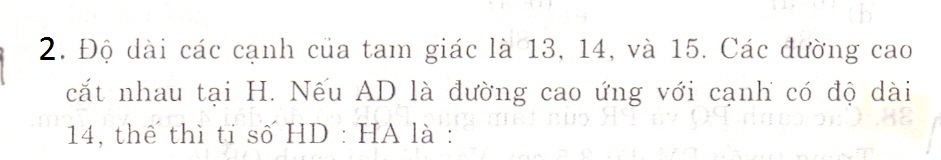 2. Độ dài các cạnh của tam giác là 13, 14, và 15. Các đường cao
cắt nhau tại H. Nếu AD là đường cao ứng với cạnh có độ dài
14, thế thì tỉ số HD : HA là :